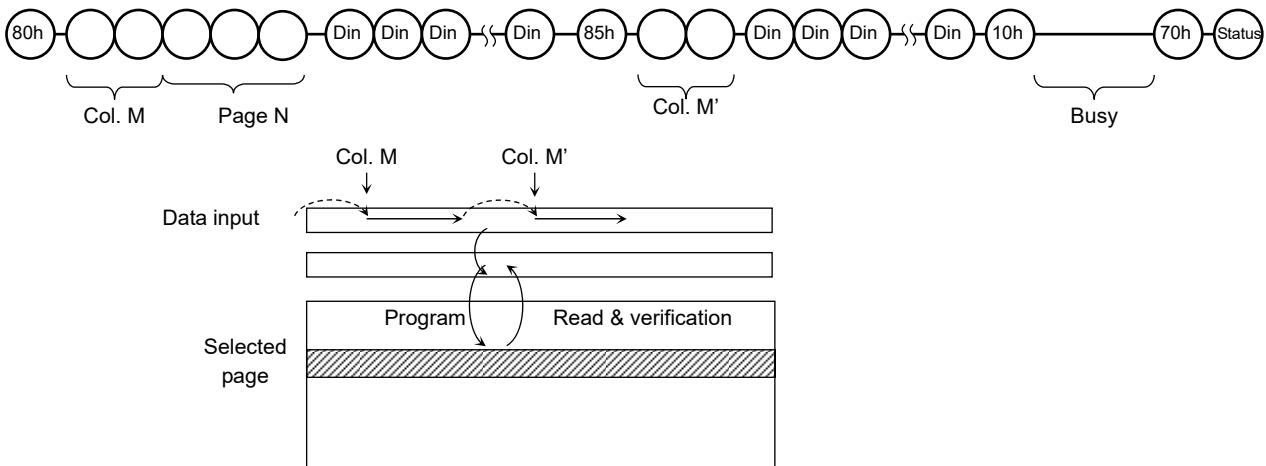 80h Din Din Din Din 85h Din Din Din Din 10h 70h Status
Col. M Page N Col. M’ Busy
Col. M Col. M’
Data input
Program Read & verification
Selected
page